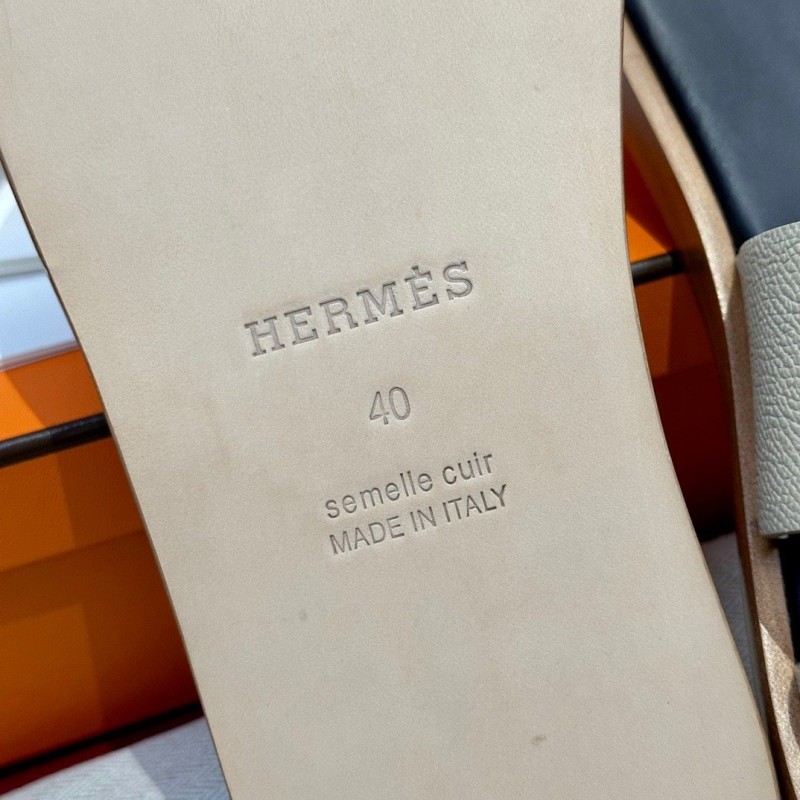 HERMÈS
40
semelle cuir
MADE IN ITALY